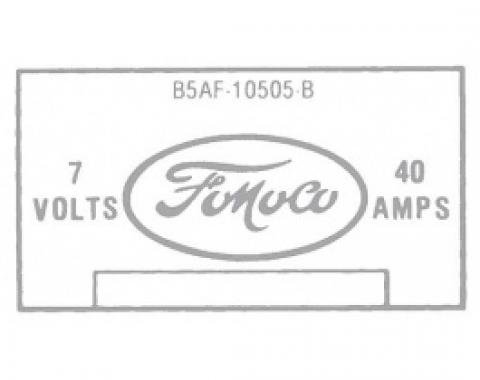 B5AF-10505-B
7
VOLTS
FoMoCo
40
AMPS